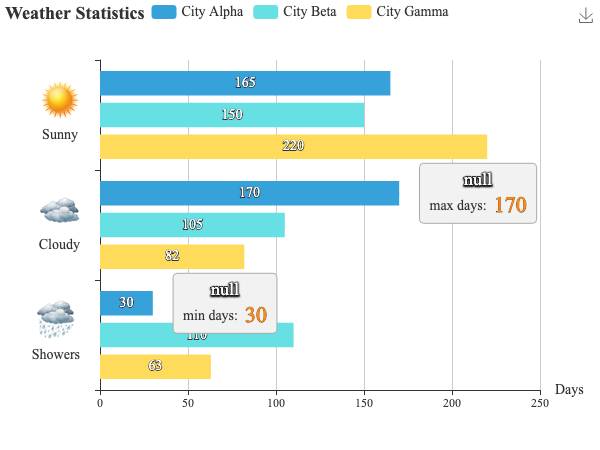 Weather Statistics City Alpha City Beta City Gamma
165
Sunny
150
220
null
max days: 170
170
Cloudy
105
82
null
min days: 30
30
Showers
110
63
Days
0 50 100 150 200 250